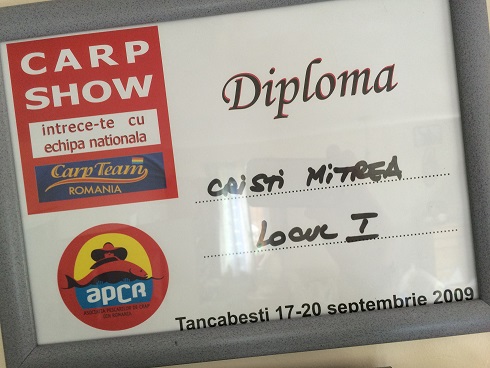 CARP
SHOW
intrece-te cu
echipa nationala
Carp Team
ROMANIA
apcR
Diploma
CRISTI MITREA
LOCUL I
Tancabesti 17-20 septembrie 2009